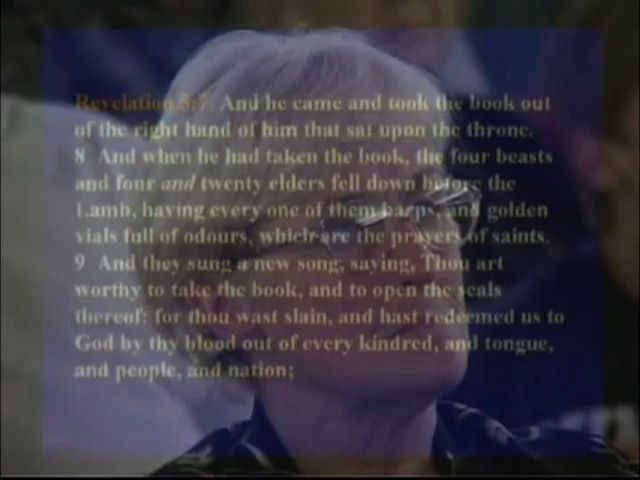 Revelation 5:7 And he came and took the book out
of the right hand of him that sat upon the throne.
8 And when he had taken the book, the four beasts
and four and twenty elders fell down before the
Lamb, having every one of them harps, and golden
vials full of odours, which are the prayers of saints.
9 And they sung a new song, saying, Thou art
worthy to take the book, and to open the seals
thereof: for thou wast slain, and hast redeemed us to
God by thy blood out of every kindred, and tongue,
and people, and nation;